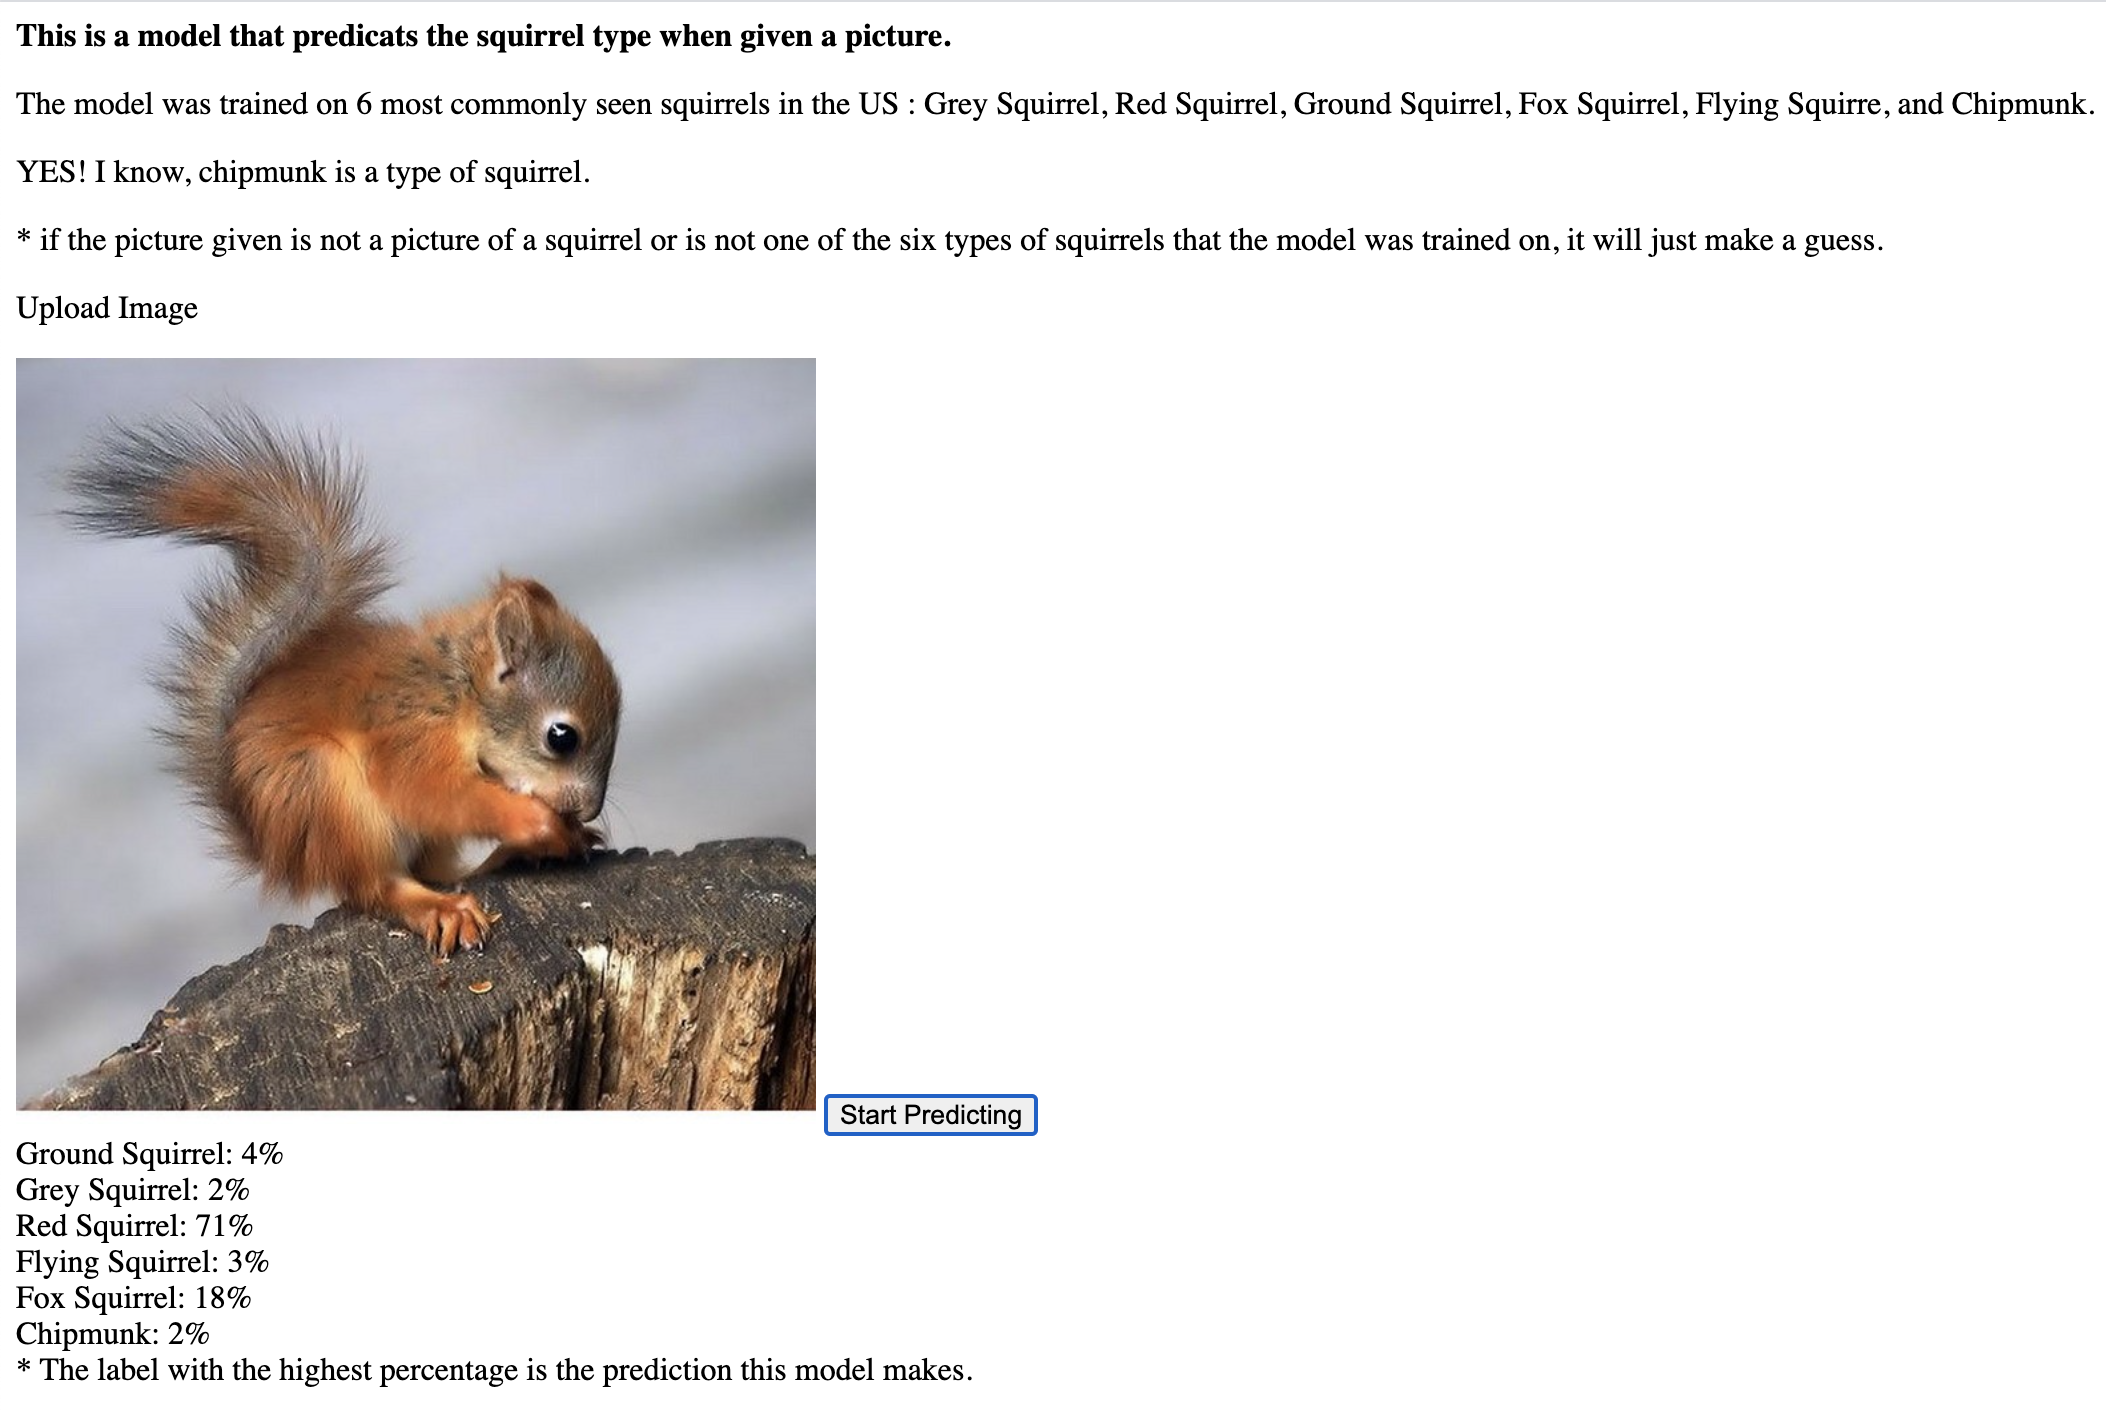 This is a model that predicats the squirrel type when given a picture.
The model was trained on 6 most commonly seen squirrels in the US : Grey Squirrel, Red Squirrel, Ground Squirrel, Fox Squirrel, Flying Squirre, and Chipmunk.
YES! I know, chipmunk is a type of squirrel.
* if the picture given is not a picture of a squirrel or is not one of the six types of squirrels that the model was trained on, it will just make a guess.
Upload Image
Start Predicting
Ground Squirrel: 4%
Grey Squirrel: 2%
Red Squirrel: 71%
Flying Squirrel: 3%
Fox Squirrel: 18%
Chipmunk: 2%
* The label with the highest percentage is the prediction this model makes.